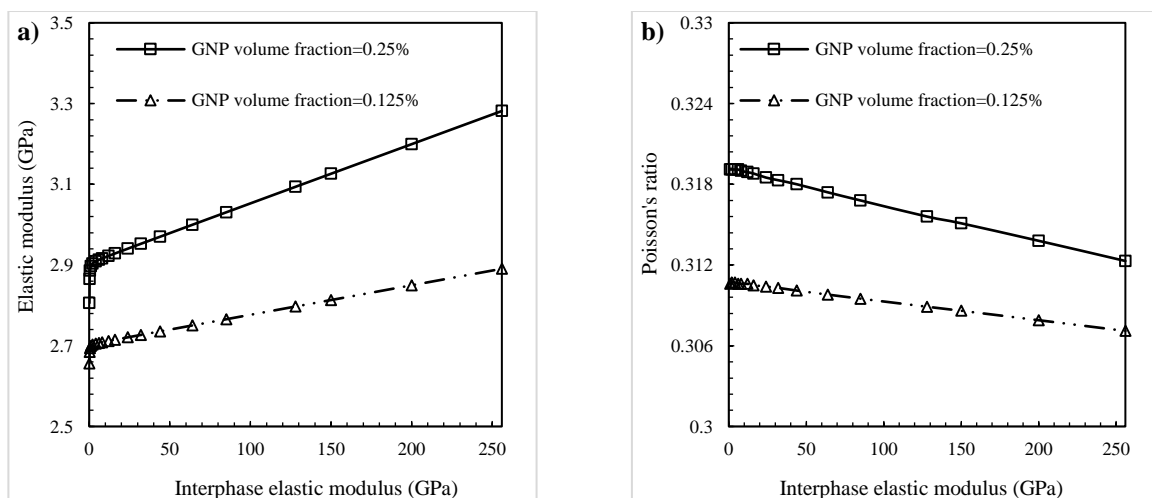 a)
GNP volume fraction=0.25%
GNP volume fraction=0.125%
Elastic modulus (GPa)
3.5
3.3
3.1
2.9
2.7
2.5
0 50 100 150 200 250
Interphase elastic modulus (GPa)
b)
GNP volume fraction=0.25%
GNP volume fraction=0.125%
Poisson's ratio
0.33
0.324
0.318
0.312
0.306
0.3
0 50 100 150 200 250
Interphase elastic modulus (GPa)